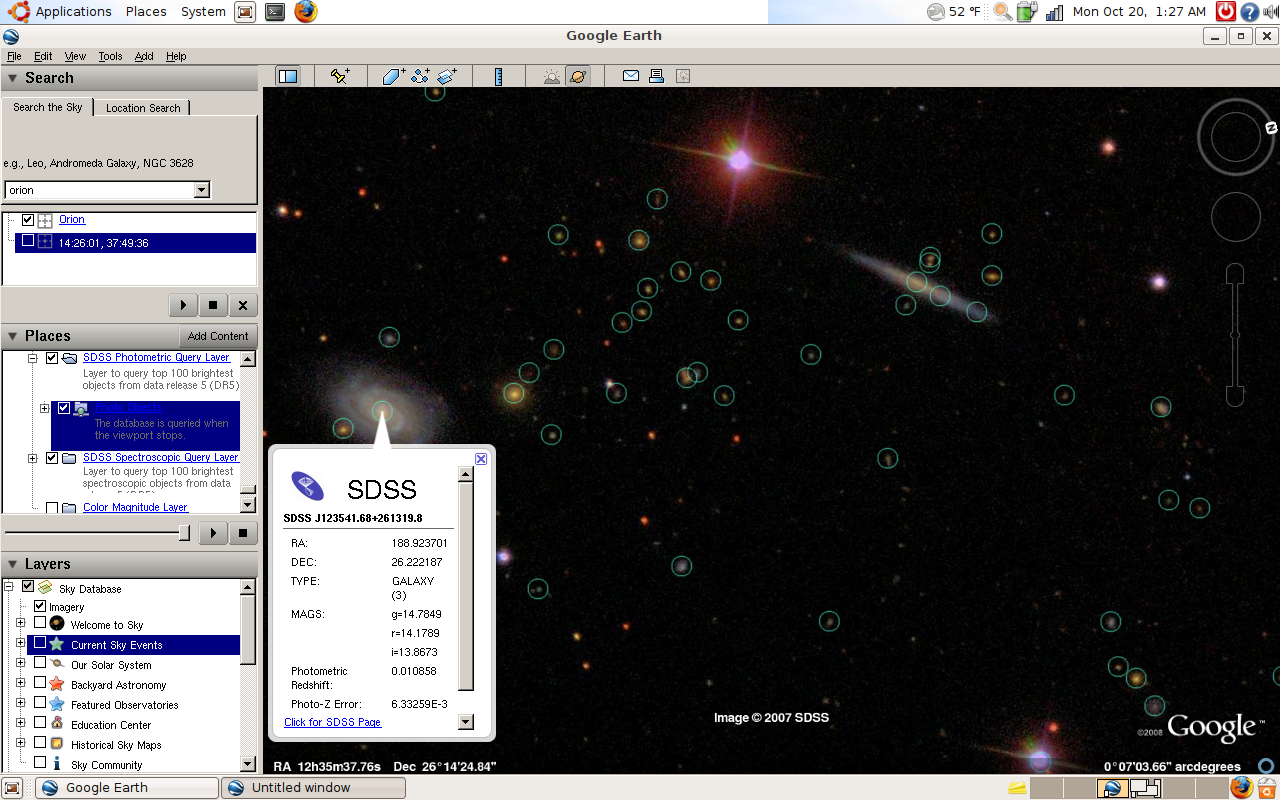 Applications Places System
52 °F
Mon Oct 20, 1:27 AM
Google Earth
File Edit View Tools Add Help
Search
Search the Sky
Location Search
e.g., Leo, Andromeda Galaxy, NGC 3628
orion
Orion
14:26:01, 37:49:36
Places
Add Content
SDSS Photometric Query Layer
Layer to query top 100 brightest
objects from data release 5 (DR5)
Photo Objects
The database is queried when
the viewport stops.
SDSS Spectroscopic Query Layer
Layer to query top 100 brightest
spectroscopic objects from data
Color Magnitude Layer
Layers
Sky Database
Imagery
Welcome to Sky
Current Sky Events
Our Solar System
Backyard Astronomy
Featured Observatories
Education Center
Historical Sky Maps
Sky Community
N
SDSS
SDSS J123541.68+261319.8
RA: 188.923701
DEC: 26.222187
TYPE: GALAXY
(3)
MAGS: g=14.7849
r=14.1789
i=13.8673
Photometric 0.010858
Redshift:
Photo-Z Error: 6.33259E-3
Click for SDSS Page
Image © 2007 SDSS
©2008 Google™
RA 12h35m37.76s Dec 26°14'24.84"
0°07'03.66" arcdegrees
Google Earth
Untitled window